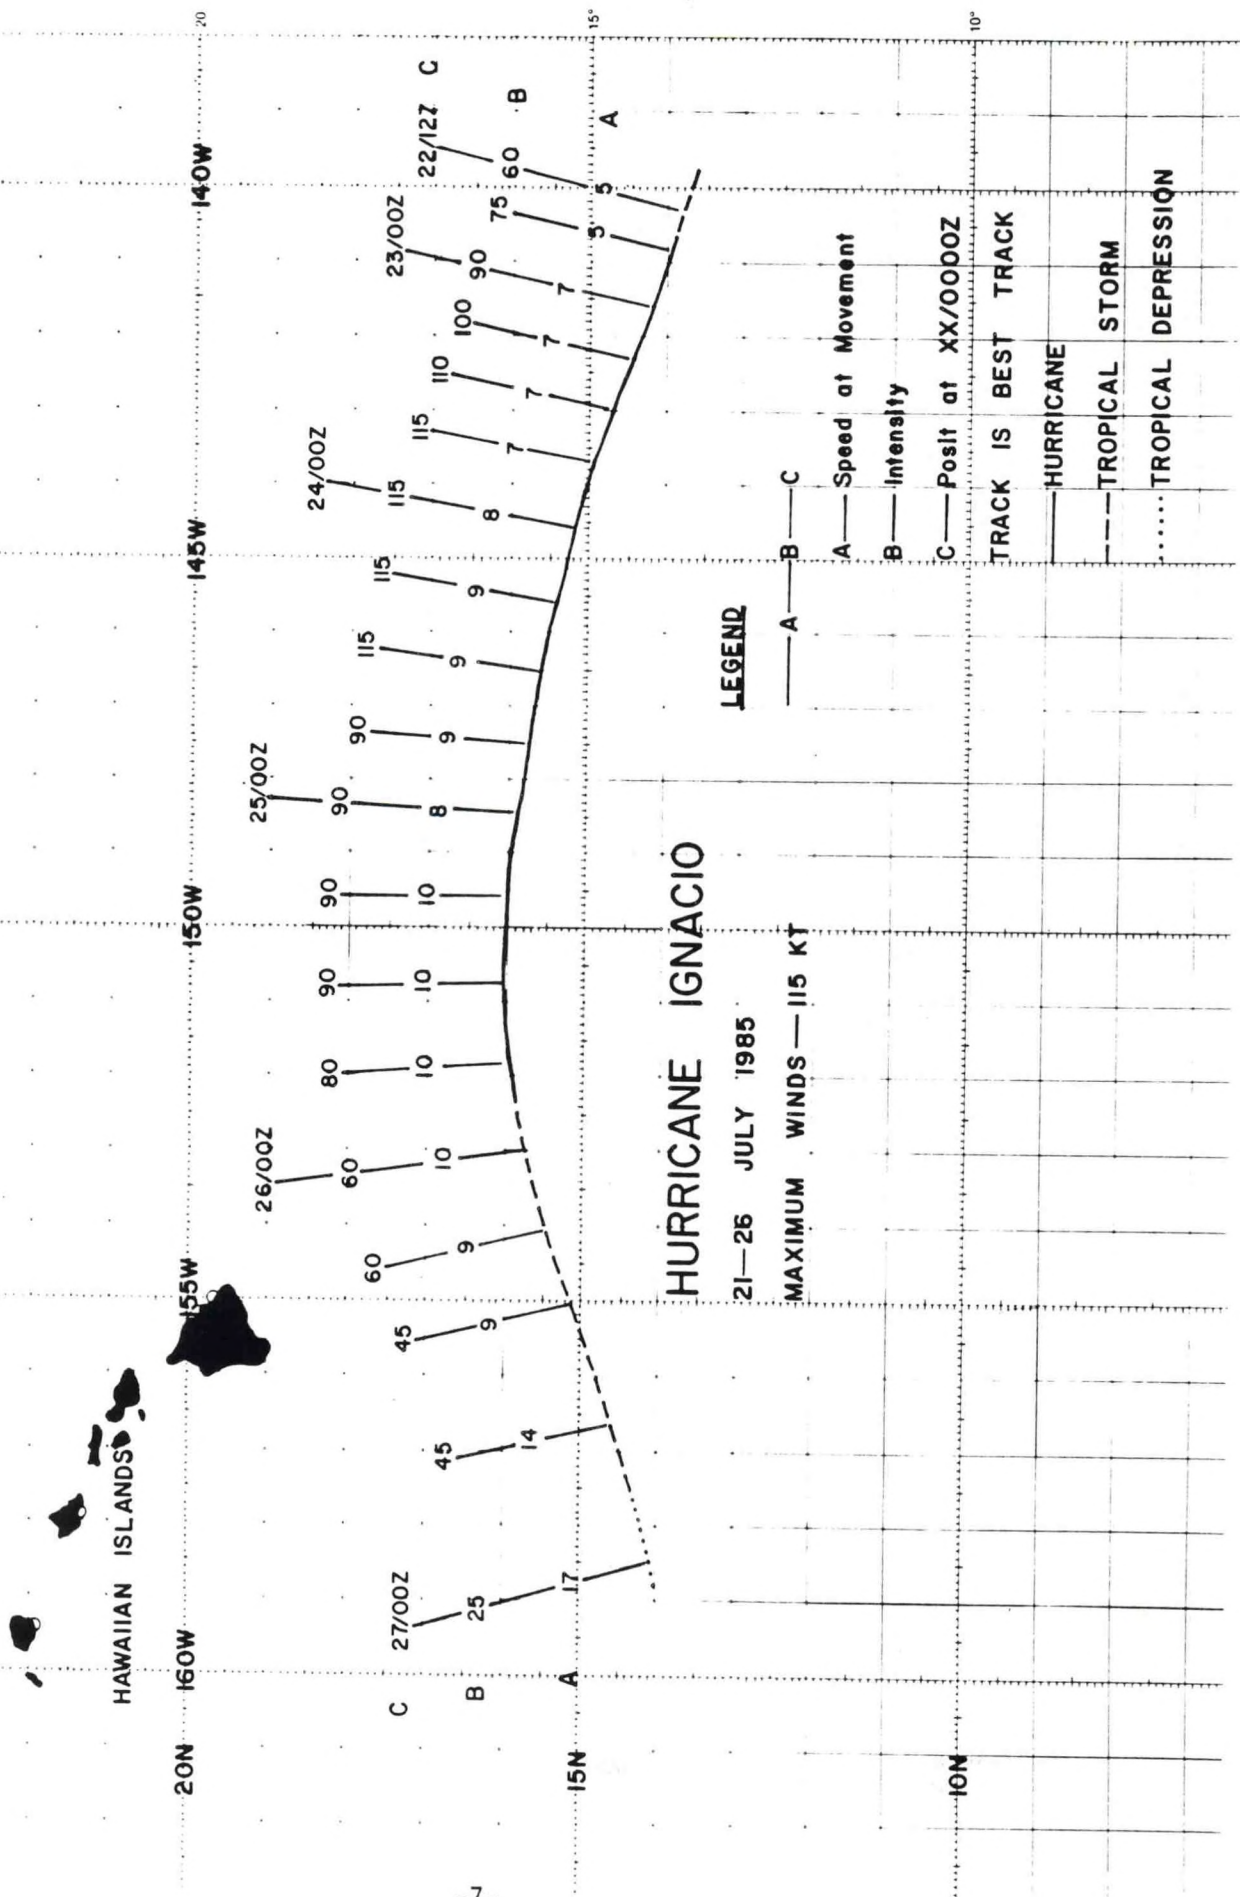 HAWAIIAN ISLANDS
20N
160W
155W
150W
145W
140W
20
C
27/00Z
26/00Z
25/00Z
24/00Z
23/00Z
22/12Z
C
B
25
45
45
60
60
80
90
90
90
90
115
115
115
115
110
100
90
75
60
B
A
17
14
9
9
10
10
10
10
8
9
9
9
8
7
7
7
7
5
5
A
15N
15°
HURRICANE IGNACIO
21—26 JULY 1985
MAXIMUM WINDS—115 KT
LEGEND
A B C
A—Speed at Movement
B—Intensity
C—Posit at XX/0000Z
TRACK IS BEST TRACK
HURRICANE
TROPICAL STORM
TROPICAL DEPRESSION
10N
10°
7